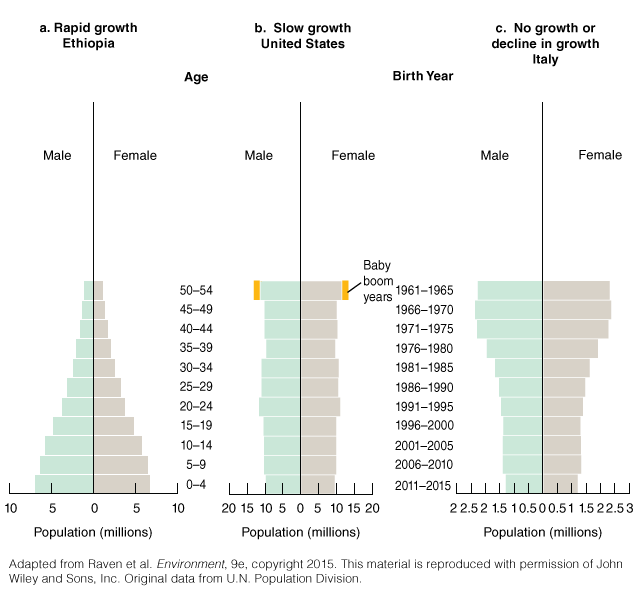 a. Rapid growth
Ethiopia
b. Slow growth
United States
c. No growth or
decline in growth
Italy
Age
Birth Year
Male
Female
Male
Female
Male
Female
Baby
boom
years
50–54
1961–1965
45–49
1966–1970
40–44
1971–1975
35–39
1976–1980
30–34
1981–1985
25–29
1986–1990
20–24
1991–1995
15–19
1996–2000
10–14
2001–2005
5–9
2006–2010
0–4
2011–2015
10 5 0 5 10
20 15 10 5 0 5 10 15 20
2 2.5 2 1.5 1 0.5 0 0.5 1 1.5 2 2.5 3
Population (millions)
Population (millions)
Population (millions)
Adapted from Raven et al. Environment, 9e, copyright 2015. This material is reproduced with permission of John
Wiley and Sons, Inc. Original data from U.N. Population Division.